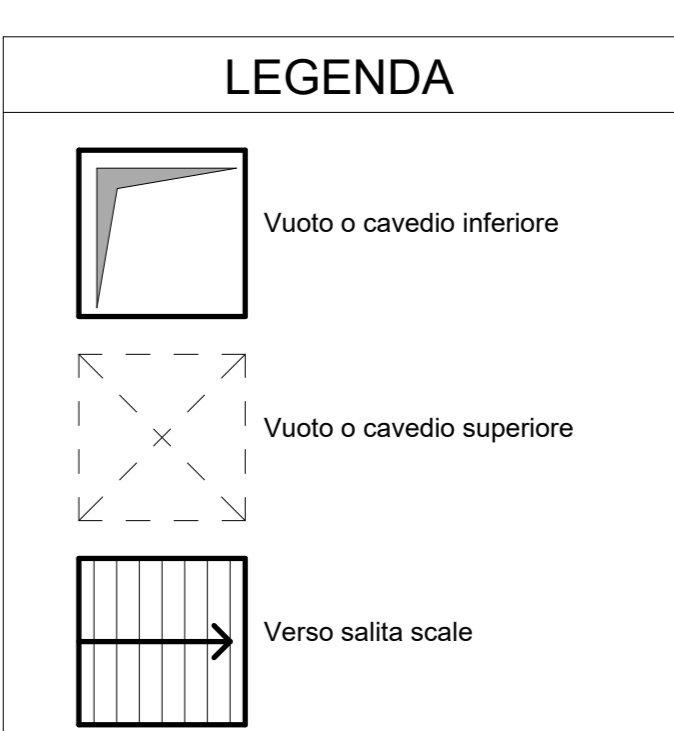 LEGENDA
Vuoto o cavedio inferiore
Vuoto o cavedio superiore
Verso salita scale